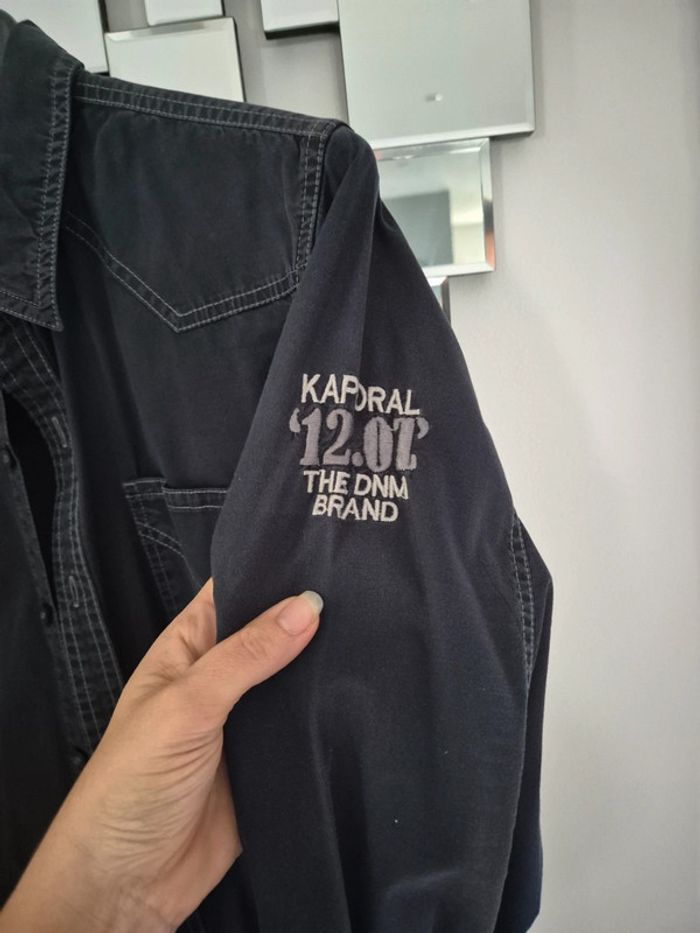 KAPORAL
'12.07'
THE DNM
BRAND